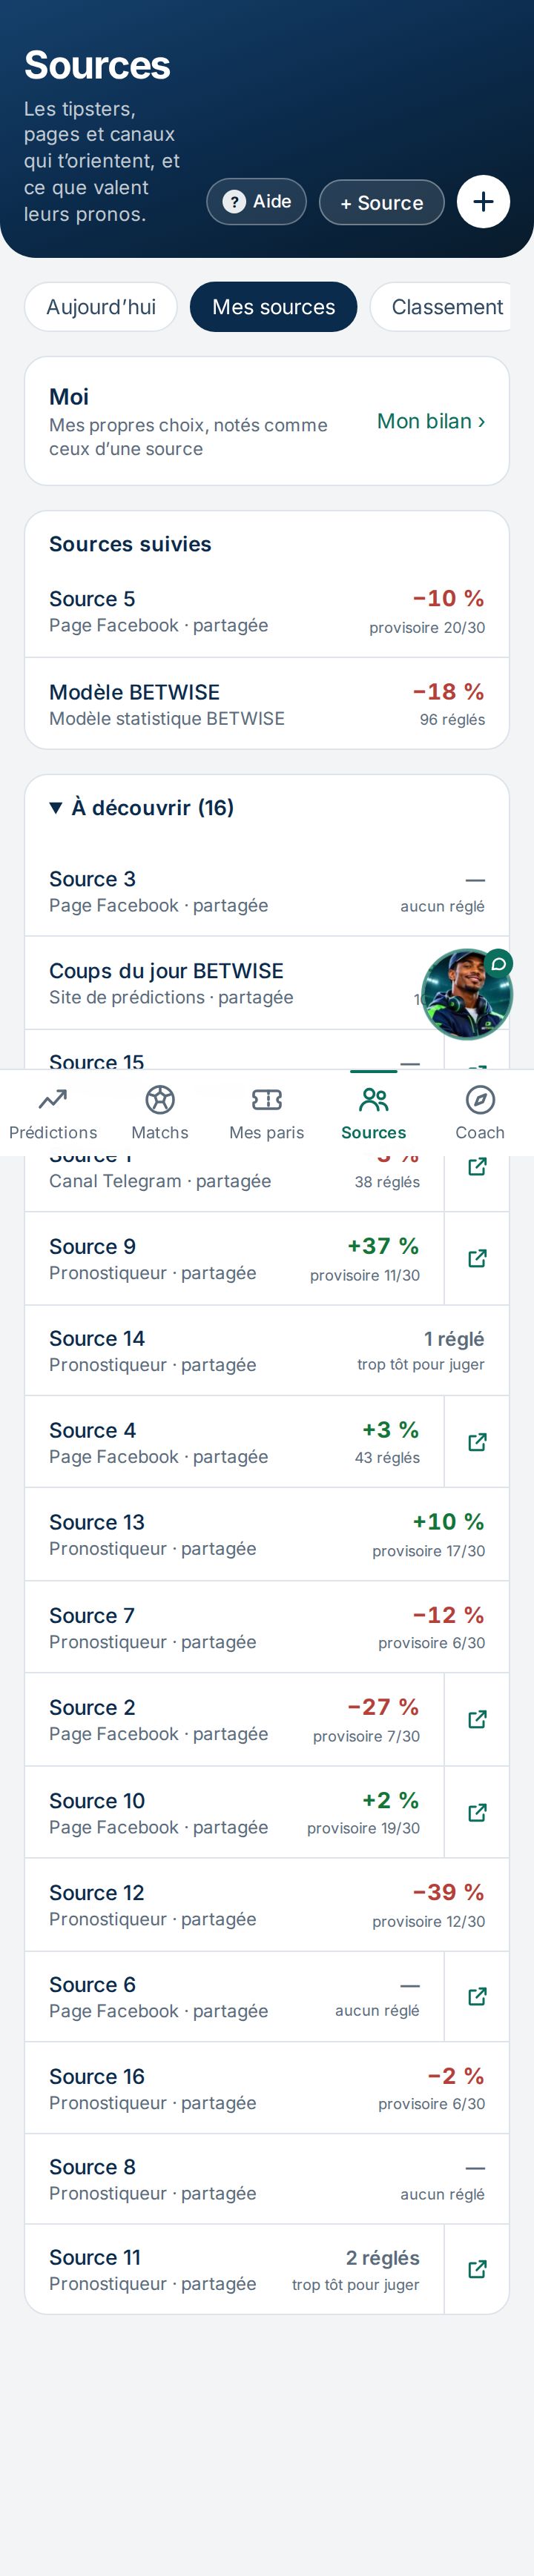 Sources
Les tipsters,
pages et canaux
qui t’orientent, et
ce que valent
leurs pronos.
? Aide
+ Source
Aujourd’hui
Mes sources
Classement
Moi
Mes propres choix, notés comme
ceux d’une source
Mon bilan ›
Sources suivies
Source 5
−10 %
Page Facebook · partagée
provisoire 20/30
Modèle BETWISE
−18 %
Modèle statistique BETWISE
96 réglés
▼ À découvrir (16)
Source 3
—
Page Facebook · partagée
aucun réglé
Coups du jour BETWISE
Site de prédictions · partagée
Source 15
—
Prédictions
Matchs
Mes paris
Sources
Coach
Canal Telegram · partagée
38 réglés
Source 9
+37 %
Pronostiqueur · partagée
provisoire 11/30
Source 14
1 réglé
Pronostiqueur · partagée
trop tôt pour juger
Source 4
+3 %
Page Facebook · partagée
43 réglés
Source 13
+10 %
Pronostiqueur · partagée
provisoire 17/30
Source 7
−12 %
Pronostiqueur · partagée
provisoire 6/30
Source 2
−27 %
Page Facebook · partagée
provisoire 7/30
Source 10
+2 %
Page Facebook · partagée
provisoire 19/30
Source 12
−39 %
Pronostiqueur · partagée
provisoire 12/30
Source 6
—
Page Facebook · partagée
aucun réglé
Source 16
−2 %
Pronostiqueur · partagée
provisoire 6/30
Source 8
—
Pronostiqueur · partagée
aucun réglé
Source 11
2 réglés
Pronostiqueur · partagée
trop tôt pour juger